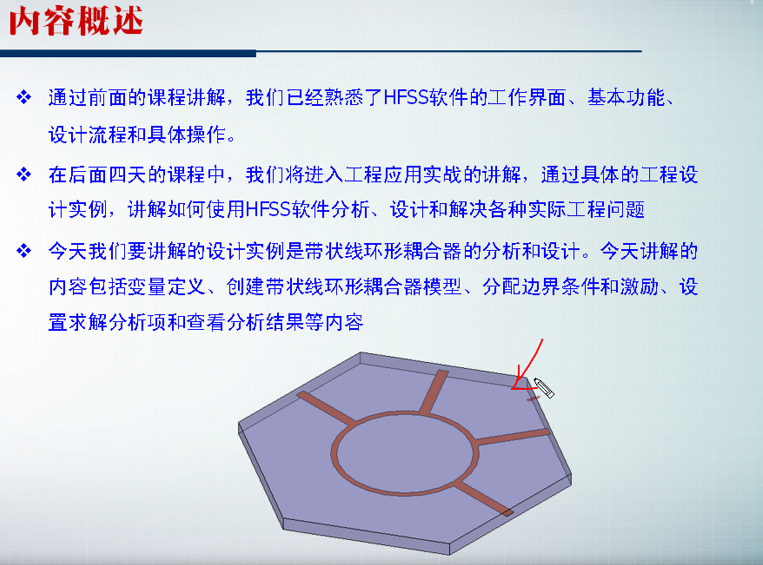 内容概述
❖ 通过前面的课程讲解，我们已经熟悉了HFSS软件的工作界面、基本功能、
设计流程和具体操作。
❖ 在后面四天的课程中，我们将进入工程应用实战的讲解，通过具体的工程设
计实例，讲解如何使用HFSS软件分析、设计和解决各种实际工程问题
❖ 今天我们要讲解的设计实例是带状线环形耦合器的分析和设计。今天讲解的
内容包括变量定义、创建带状线环形耦合器模型、分配边界条件和激励、设
置求解分析项和查看分析结果等内容